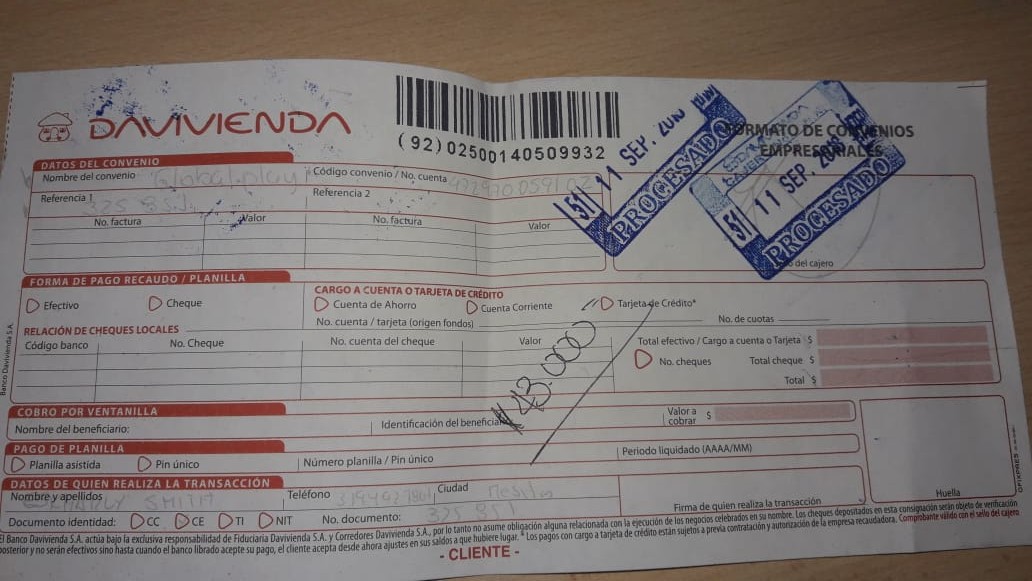 DAVIVIENDA
(92)02500140509932
FORMATO DE CONVENIOS
EMPRESARIALES
51 11 SEP.
PROCESADO
51 11 SEP.
PROCESADO
DATOS DEL CONVENIO
Nombre del convenio Global play Código convenio / No. cuenta
Referencia 1 Referencia 2
No. factura Valor No. factura Valor
del cajero
FORMA DE PAGO RECAUDO / PLANILLA
Efectivo Cheque
CARGO A CUENTA O TARJETA DE CRÉDITO
Cuenta de Ahorro Cuenta Corriente Tarjeta de Crédito*
No. cuenta / tarjeta (origen fondos) No. de cuotas
RELACIÓN DE CHEQUES LOCALES
Código banco No. Cheque No. cuenta del cheque Valor
Total efectivo / Cargo a cuenta o Tarjeta $
No. cheques Total cheque $
Total $
$ 43.000
COBRO POR VENTANILLA
Nombre del beneficiario: Identificación del beneficiar
Valor a cobrar $
PAGO DE PLANILLA
Planilla asistida Pin único Número planilla / Pin único Periodo liquidado (AAAA/MM)
DATOS DE QUIEN REALIZA LA TRANSACCIÓN
Nombre y apellidos SMITH Teléfono Ciudad
Firma de quien realiza la transacción
Huella
Documento identidad: CC CE TI NIT No. documento: 325 851
El Banco Davivienda S.A. actúa bajo la exclusiva responsabilidad de Fiduciaria Davivienda S.A. y Corredores Davivienda S.A., por lo tanto no asume obligación alguna relacionada con la ejecución de los negocios celebrados en su nombre. Los cheques depositados en esta consignación serán objeto de verificación
posterior y no serán efectivos sino hasta cuando el banco librado acepte su pago, el cliente acepta desde ahora ajustes en sus saldos a que hubiere lugar. * Los pagos con cargo a tarjeta de crédito están sujetos a previa contratación y autorización de la empresa recaudadora. Comprobante válido con el sello del cajero
- CLIENTE -
Banco Davivienda S.A.